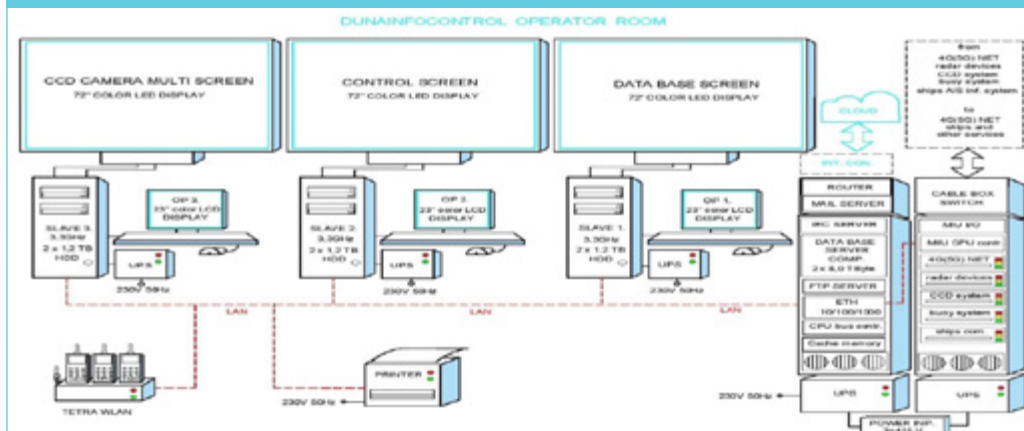 DUNAINFOCONTROL OPERATOR ROOM
CCD CAMERA MULTI SCREEN
72" COLOR LED DISPLAY
CONTROL SCREEN
72" COLOR LED DISPLAY
DATA BASE SCREEN
72" COLOR LED DISPLAY
from
4G(5G) NET
radar devices
CCD system
busy system
ships AIS inf. system
to
4G(5G) NET
ships and
other services
CLOUD
INT. CON.
SLAVE 3.
3,3GHz
2 x 1,2 TB
HDD
OP 3.
23" color LCD
DISPLAY
UPS
230V 50Hz
SLAVE 2.
3,3GHz
2 x 1,2 TB
HDD
OP 2.
23" color LCD
DISPLAY
UPS
230V 50Hz
SLAVE 1.
3,3GHz
2 x 1,2 TB
HDD
OP 1.
23" color LCD
DISPLAY
UPS
230V 50Hz
ROUTER
MAIL SERVER
SERVER
DATA BASE
SERVER
COMP.
2 x 8,0 TByte
FTP SERVER
ETH
10/100/1000
CPU bus contr.
Cache memory
UPS
230V 50Hz
CABLE BOX
SWITCH
MIU I/O
MIU CPU contr.
4G(5G) NET
radar devices
CCD system
busy system
ships com
UPS
POWER INP.
LAN
LAN
LAN
TETRA WLAN
PRINTER
230V 50Hz